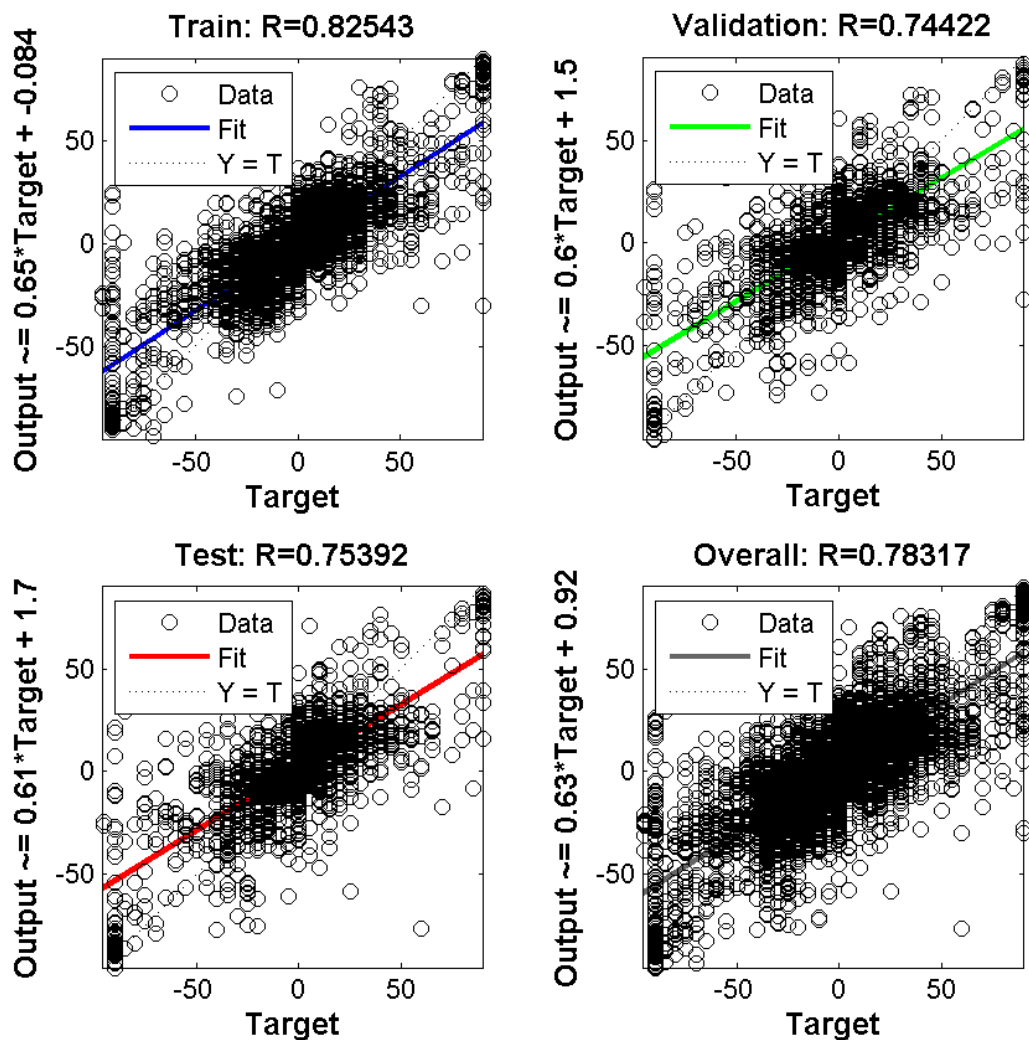 Train: R=0.82543
Output ~= 0.65*Target + -0.084
Data
Fit
Y = T
50
0
-50
-50
0
50
Target
Validation: R=0.74422
Output ~= 0.6*Target + 1.5
Data
Fit
Y = T
50
0
-50
-50
0
50
Target
Test: R=0.75392
Output ~= 0.61*Target + 1.7
Data
Fit
Y = T
50
0
-50
-50
0
50
Target
Overall: R=0.78317
Output ~= 0.63*Target + 0.92
Data
Fit
Y = T
50
0
-50
-50
0
50
Target